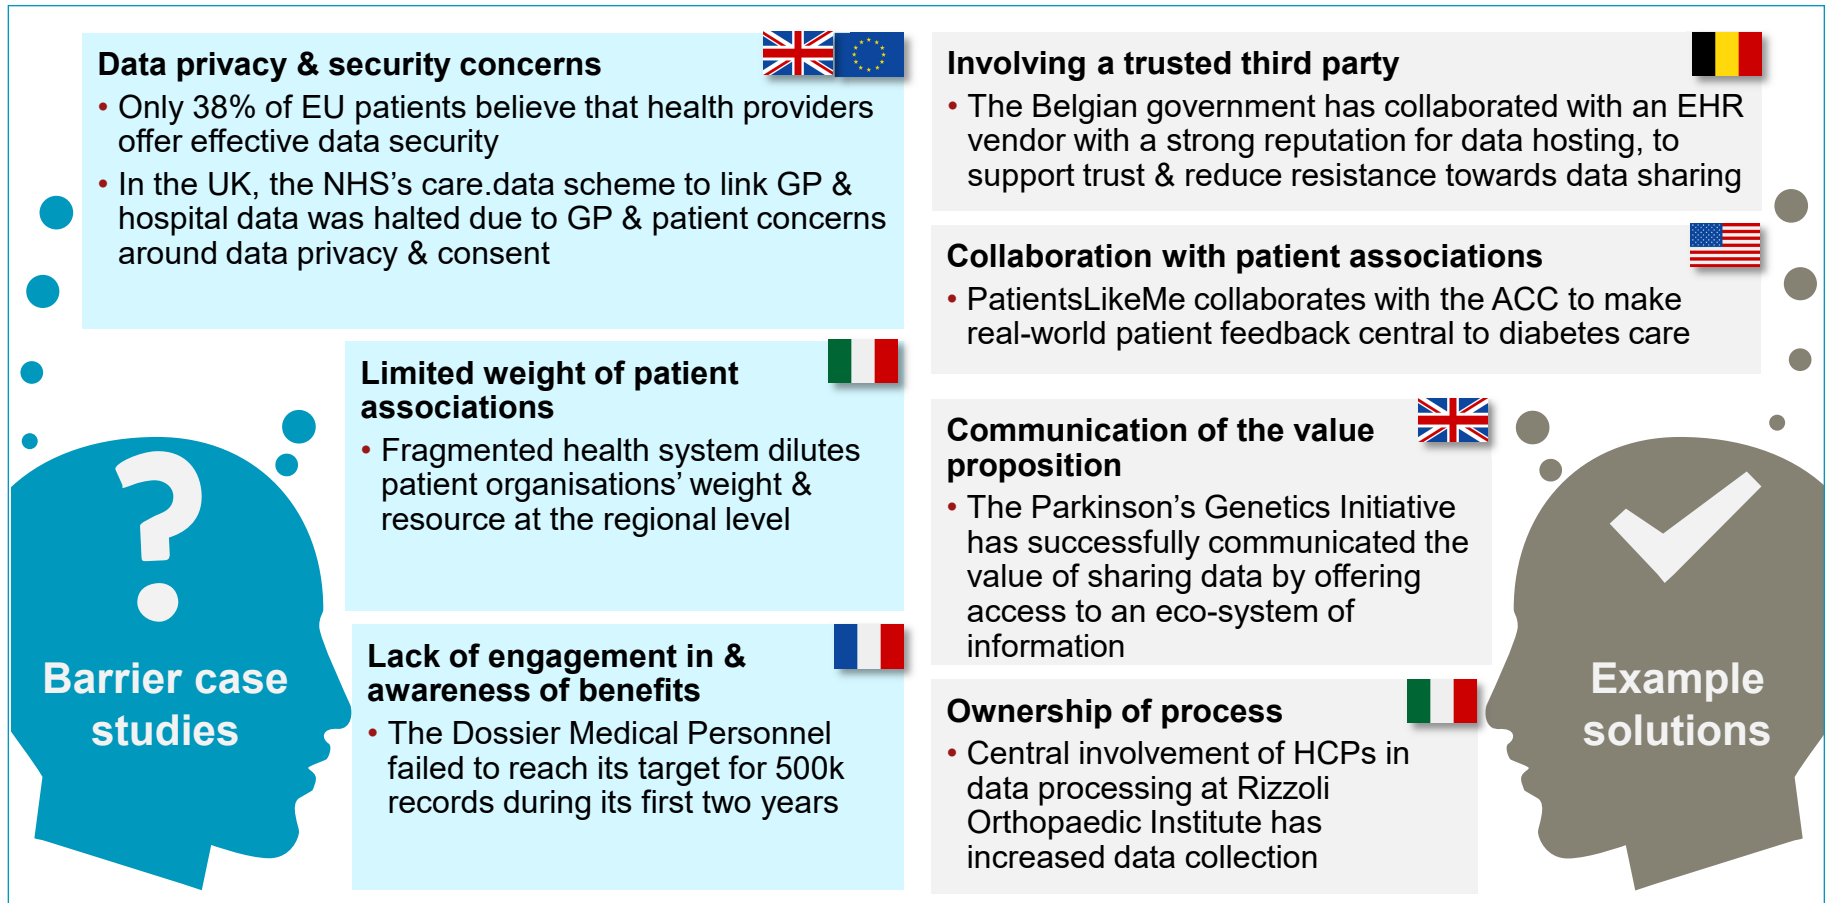 Data privacy & security concerns
• Only 38% of EU patients believe that health providers
offer effective data security
• In the UK, the NHS’s care.data scheme to link GP &
hospital data was halted due to GP & patient concerns
around data privacy & consent
Limited weight of patient
associations
• Fragmented health system dilutes
patient organisations’ weight &
resource at the regional level
Lack of engagement in &
awareness of benefits
• The Dossier Medical Personnel
failed to reach its target for 500k
records during its first two years
?
Barrier case
studies
Involving a trusted third party
• The Belgian government has collaborated with an EHR
vendor with a strong reputation for data hosting, to
support trust & reduce resistance towards data sharing
Collaboration with patient associations
• PatientsLikeMe collaborates with the ACC to make
real-world patient feedback central to diabetes care
Communication of the value
proposition
• The Parkinson’s Genetics Initiative
has successfully communicated the
value of sharing data by offering
access to an eco-system of
information
Ownership of process
• Central involvement of HCPs in
data processing at Rizzoli
Orthopaedic Institute has
increased data collection
Example
solutions